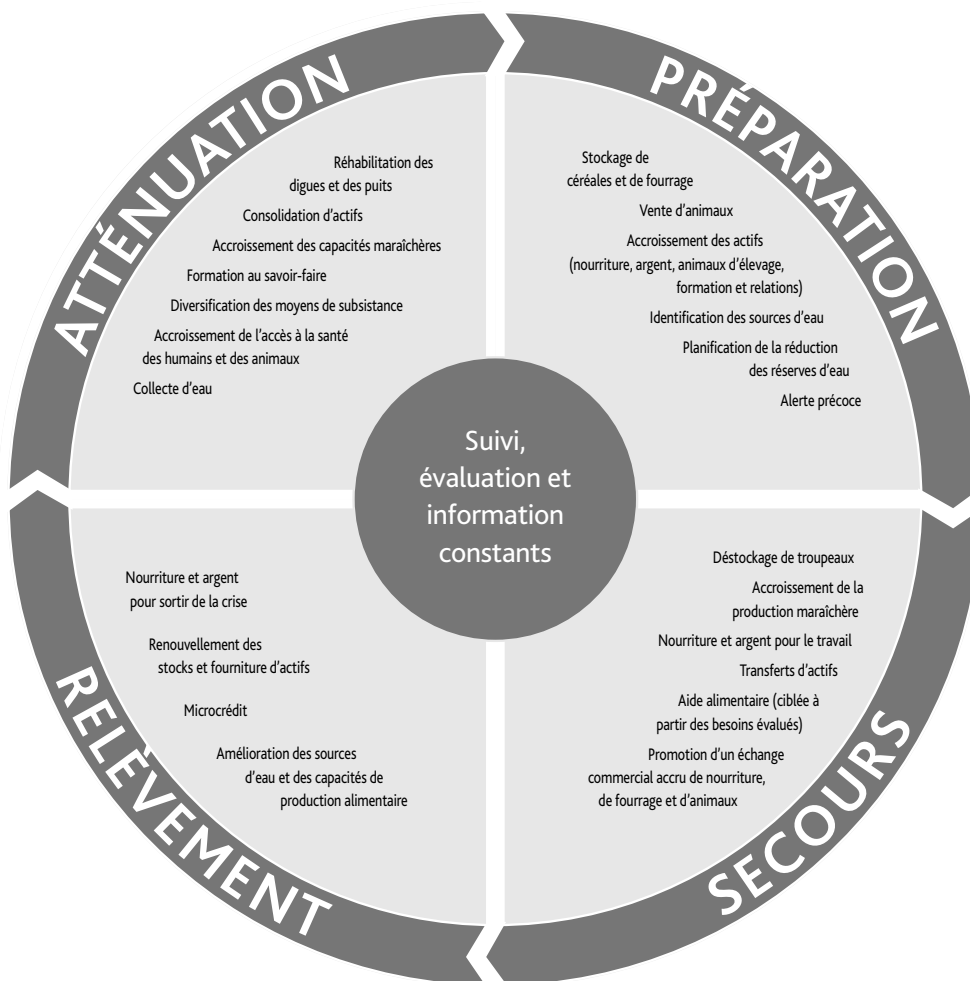 ATTÉNUATION
Réhabilitation des
digues et des puits
Consolidation d'actifs
Accroissement des capacités maraîchères
Formation au savoir-faire
Diversification des moyens de subsistance
Accroissement de l'accès à la santé
des humains et des animaux
Collecte d'eau
PRÉPARATION
Stockage de
céréales et de fourrage
Vente d'animaux
Accroissement des actifs
(nourriture, argent, animaux d'élevage,
formation et relations)
Identification des sources d'eau
Planification de la réduction
des réserves d'eau
Alerte précoce
Suivi,
évaluation et
information
constants
RELÈVEMENT
Nourriture et argent
pour sortir de la crise
Renouvellement des
stocks et fourniture d'actifs
Microcrédit
Amélioration des sources
d'eau et des capacités de
production alimentaire
SECOURS
Déstockage de troupeaux
Accroissement de la
production maraîchère
Nourriture et argent pour le travail
Transferts d'actifs
Aide alimentaire (ciblée à
partir des besoins évalués)
Promotion d'un échange
commercial accru de nourriture,
de fourrage et d'animaux